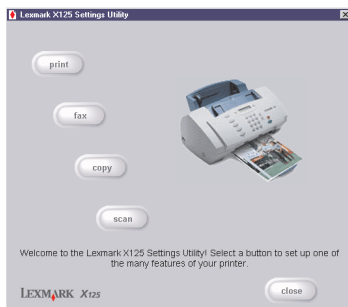 Lexmark X125 Settings Utility
print
fax
copy
scan
Welcome to the Lexmark X125 Settings Utility! Select a button to set up one of
the many features of your printer.
LEXMARK X125
close